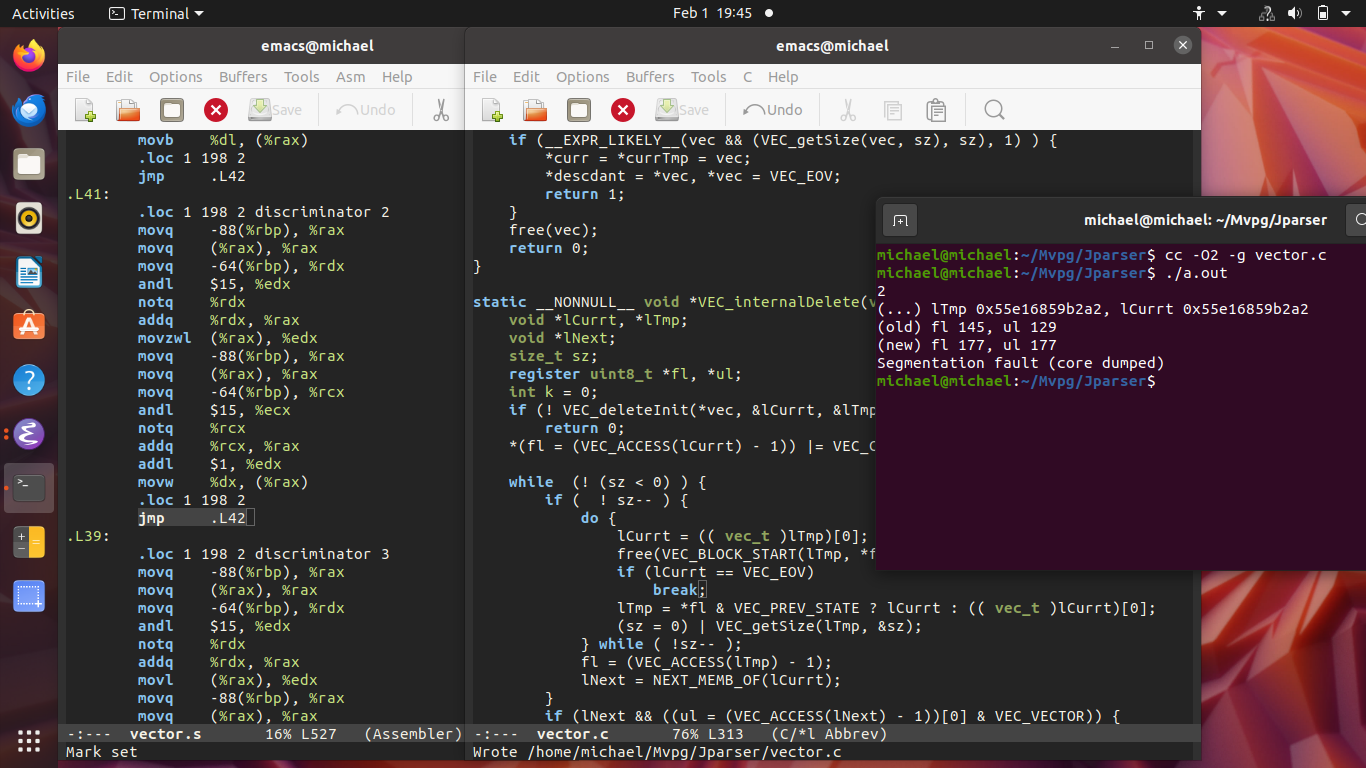 Activities
Terminal
Feb 1 19:45
emacs@michael
File Edit Options Buffers Tools Asm Help
Save
Undo
movb %dl, (%rax)
.loc 1 198 2
jmp .L42
.L41:
.loc 1 198 2 discriminator 2
movq -88(%rbp), %rax
movq (%rax), %rax
movq -64(%rbp), %rdx
andl $15, %edx
notq %rdx
addq %rdx, %rax
movzwl (%rax), %edx
movq -88(%rbp), %rax
movq (%rax), %rax
movq -64(%rbp), %rcx
andl $15, %ecx
notq %rcx
addq %rcx, %rax
addl $1, %edx
movw %dx, (%rax)
.loc 1 198 2
jmp .L42
.L39:
.loc 1 198 2 discriminator 3
movq -88(%rbp), %rax
movq (%rax), %rax
movq -64(%rbp), %rdx
andl $15, %edx
notq %rdx
addq %rdx, %rax
movl (%rax), %edx
movq -88(%rbp), %rax
movq (%rax), %rax
-:--- vector.s 16% L527 (Assembler)
Mark set
emacs@michael
File Edit Options Buffers Tools C Help
Save
Undo
if (__EXPR_LIKELY__(vec && (VEC_getSize(vec, sz), sz), 1) ) {
*curr = *currTmp = vec;
*descdant = *vec, *vec = VEC_EOV;
return 1;
}
free(vec);
return 0;
}
static __NONNULL__ void *VEC_internalDelete(v
void *lCurrt, *lTmp;
void *lNext;
size_t sz;
register uint8_t *fl, *ul;
int k = 0;
if (! VEC_deleteInit(*vec, &lCurrt, &lTmp
return 0;
*(fl = (VEC_ACCESS(lCurrt) - 1)) |= VEC_C
while (! (sz < 0) ) {
if ( ! sz-- ) {
do {
lCurrt = (( vec_t )lTmp)[0];
free(VEC_BLOCK_START(lTmp, *f
if (lCurrt == VEC_EOV)
break;
lTmp = *fl & VEC_PREV_STATE ? lCurrt : (( vec_t )lCurrt)[0];
(sz = 0) | VEC_getSize(lTmp, &sz);
} while ( !sz-- );
fl = (VEC_ACCESS(lTmp) - 1);
lNext = NEXT_MEMB_OF(lCurrt);
}
if (lNext && ((ul = (VEC_ACCESS(lNext) - 1))[0] & VEC_VECTOR)) {
-:--- vector.c 76% L313 (C/*l Abbrev)
Wrote /home/michael/Mvpg/Jparser/vector.c
michael@michael: ~/Mvpg/Jparser
michael@michael:~/Mvpg/Jparser$ cc -O2 -g vector.c
michael@michael:~/Mvpg/Jparser$ ./a.out
2
(...) lTmp 0x55e16859b2a2, lCurrt 0x55e16859b2a2
(old) fl 145, ul 129
(new) fl 177, ul 177
Segmentation fault (core dumped)
michael@michael:~/Mvpg/Jparser$